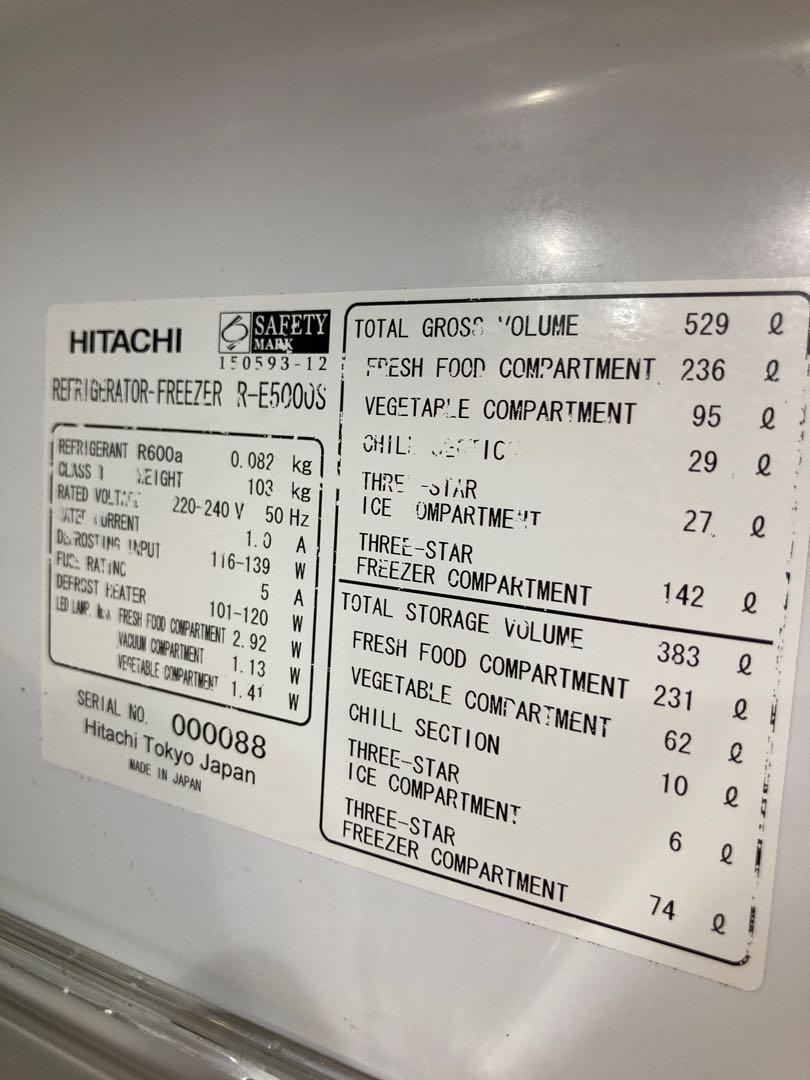 HITACHI
SAFETY
MARK
150593-12
REFRIGERATOR-FREEZER R-E5000S
REFRIGERANT R600a 0.082 kg
CLASS T WEIGHT 103 kg
RATED VOLTAGE 220-240 V 50 Hz
RATED CURRENT 1.0 A
DEFROSTING INPUT 116-139 W
FUSE RATING 5 A
DEFROST HEATER 101-120 W
LED LAMP. MAX FRESH FOOD COMPARTMENT 2.92 W
VACUUM COMPARTMENT 1.13 W
VEGETABLE COMPARTMENT 1.41 W
SERIAL NO. 000088
Hitachi Tokyo Japan
MADE IN JAPAN
TOTAL GROSS VOLUME 529 ℓ
FRESH FOOD COMPARTMENT 236 ℓ
VEGETABLE COMPARTMENT 95 ℓ
CHILL SECTION 29 ℓ
THREE-STAR
ICE COMPARTMENT 27 ℓ
THREE-STAR
FREEZER COMPARTMENT 142 ℓ
TOTAL STORAGE VOLUME 383 ℓ
FRESH FOOD COMPARTMENT 231 ℓ
VEGETABLE COMPARTMENT 62 ℓ
CHILL SECTION 10 ℓ
THREE-STAR
ICE COMPARTMENT 6 ℓ
THREE-STAR
FREEZER COMPARTMENT 74 ℓ